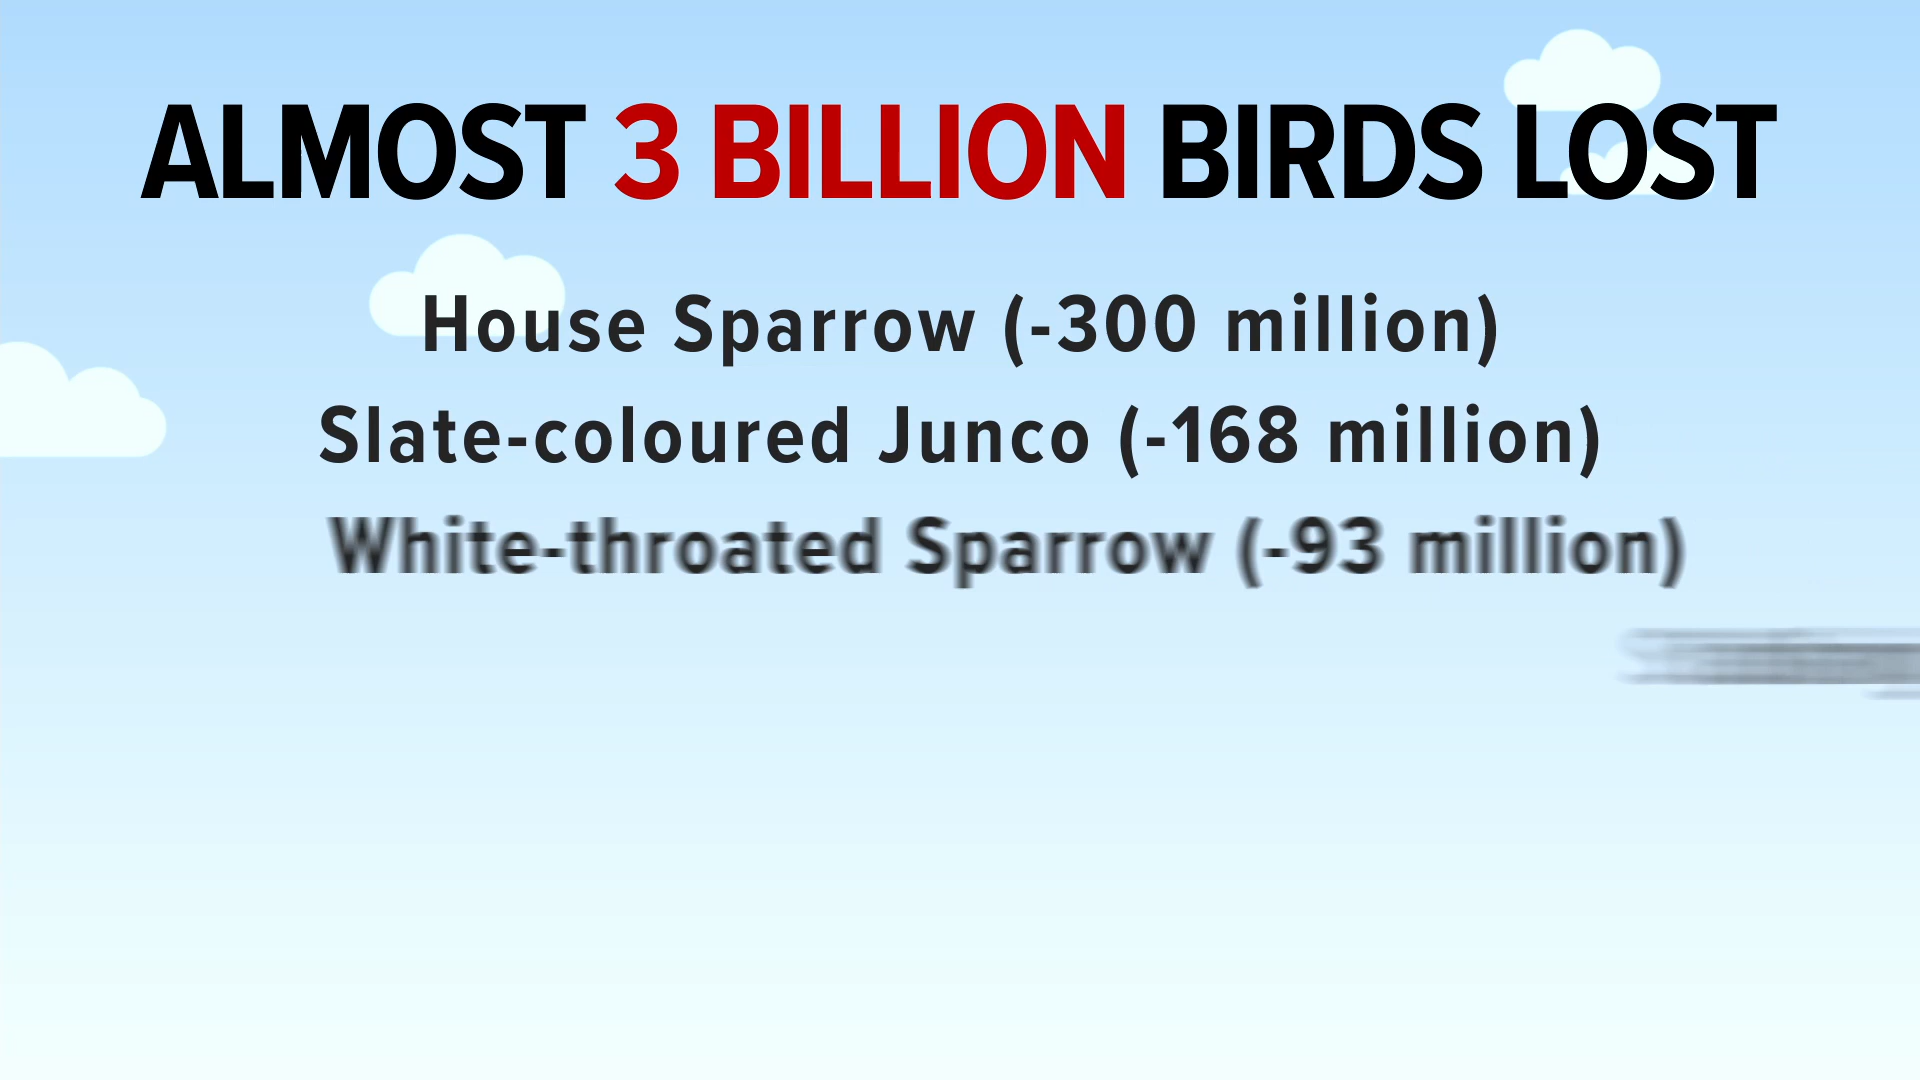 ALMOST 3 BILLION BIRDS LOST
House Sparrow (-300 million)
Slate-coloured Junco (-168 million)
White-throated Sparrow (-93 million)